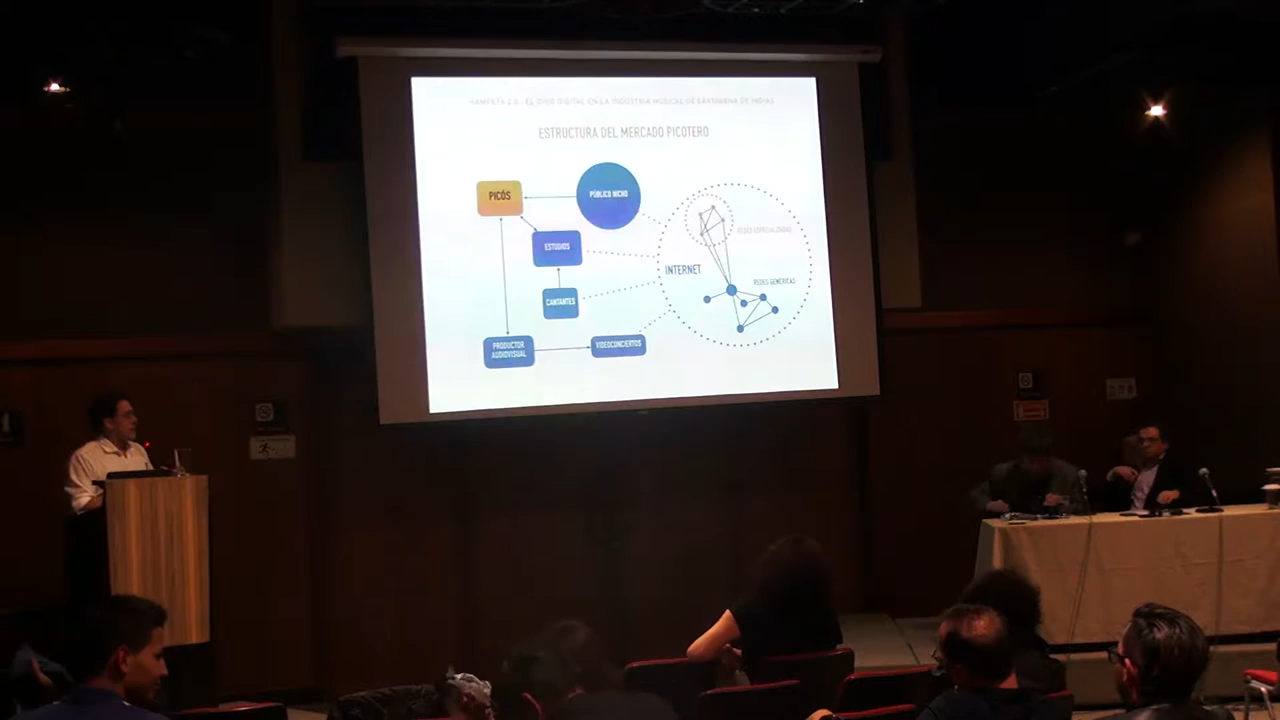 ESTRUCTURA DEL MERCADO PICOTERO
PICÓS
PÚBLICO NICHO
ESTUDIOS
INTERNET
REDES GENÉRICAS
CANTANTES
PRODUCTOR
AUDIOVISUAL
VIDEOCONCIERTOS